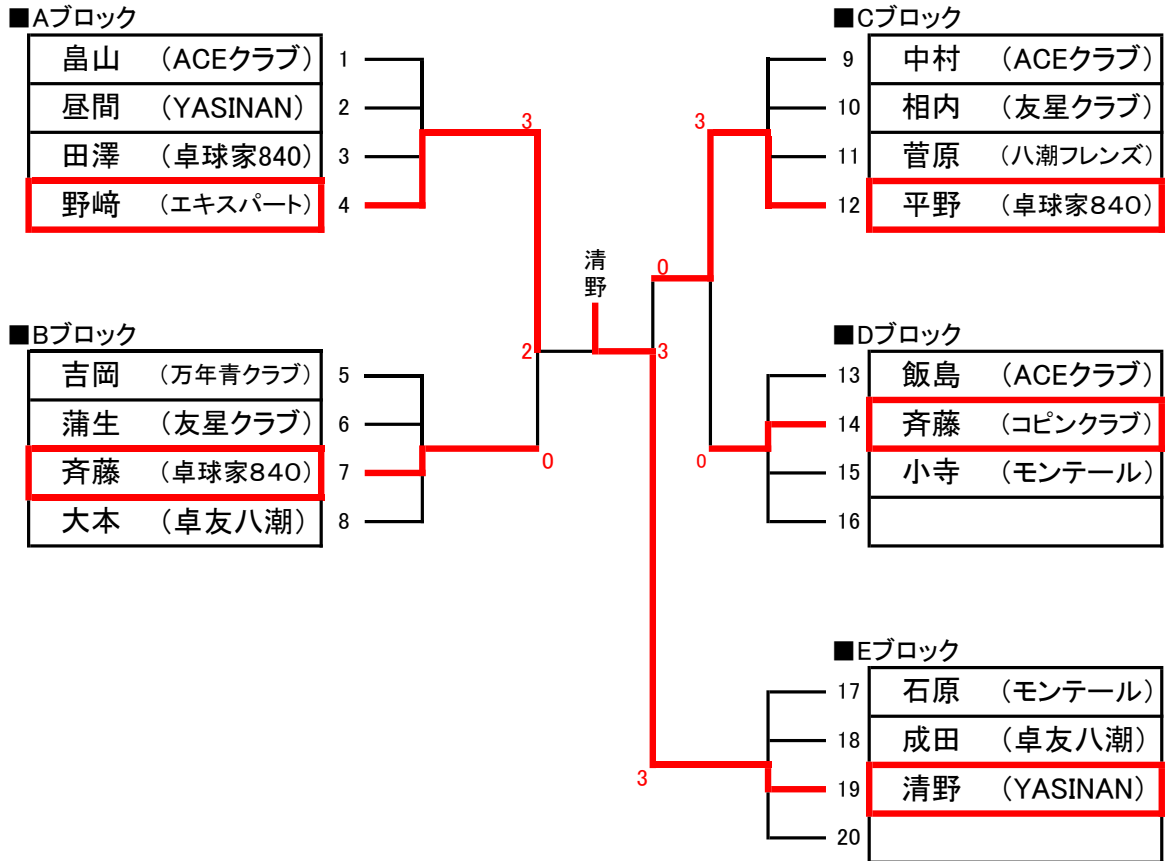 ■Aブロック
畠山 (ACEクラブ) 1
昼間 (YASINAN) 2
田澤 (卓球家840) 3
野﨑 (エキスパート) 4
3
■Bブロック
吉岡 (万年青クラブ) 5
蒲生 (友星クラブ) 6
斉藤 (卓球家840) 7
大本 (卓友八潮) 8
0
2
清野
3
■Cブロック
9 中村 (ACEクラブ)
10 相内 (友星クラブ)
11 菅原 (八潮フレンズ)
12 平野 (卓球家840)
3
0
■Dブロック
13 飯島 (ACEクラブ)
14 斉藤 (コピンクラブ)
15 小寺 (モンテール)
16
0
■Eブロック
17 石原 (モンテール)
18 成田 (卓友八潮)
19 清野 (YASINAN)
20
3